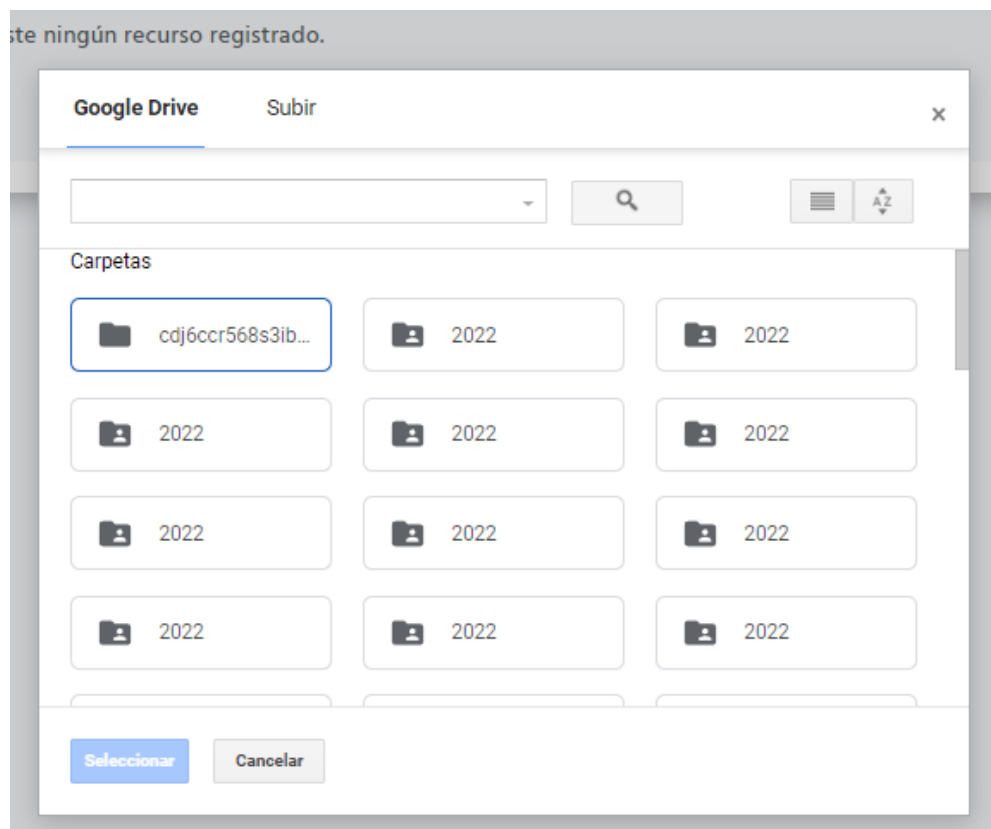 ste ningún recurso registrado.
Google Drive Subir ×
AZ
Carpetas
cdj6ccr568s3ib... 2022 2022
2022 2022 2022
2022 2022 2022
2022 2022 2022
Seleccionar Cancelar